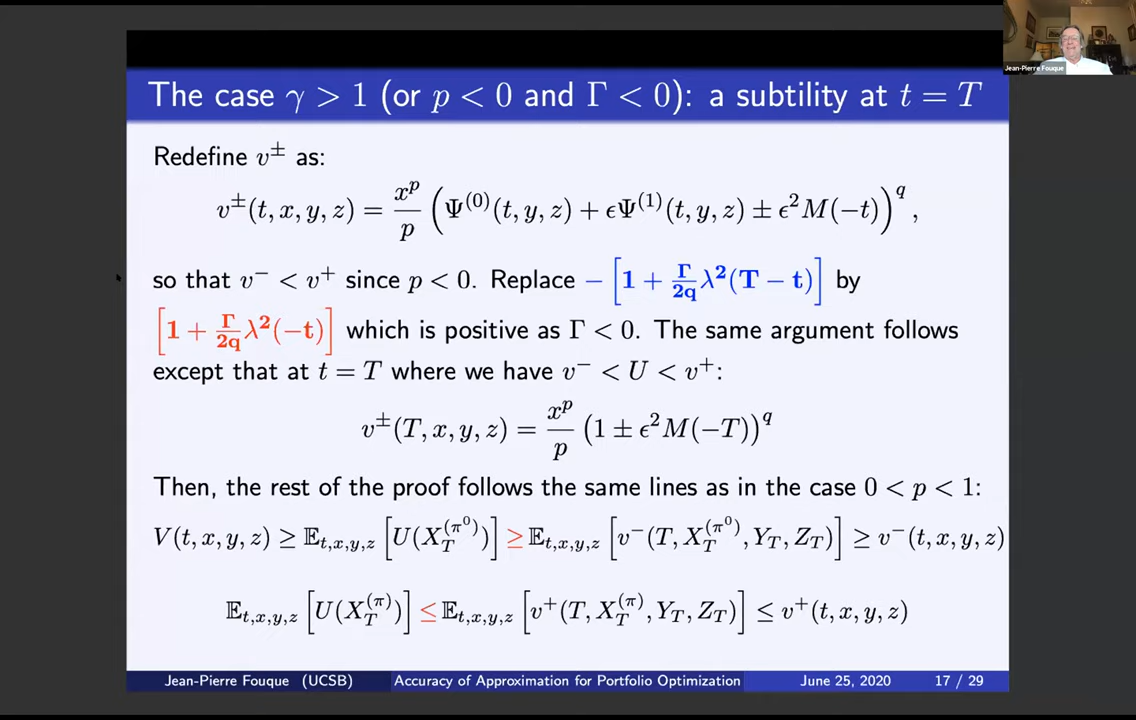 Jean-Pierre Fouque
The case γ > 1 (or p < 0 and Γ < 0): a subtility at t = T
Redefine v^± as:
v^±(t, x, y, z) = x^p/p (Ψ^(0)(t, y, z) + ϵΨ^(1)(t, y, z) ± ϵ²M(−t))^q,
so that v^− < v^+ since p < 0. Replace −[1 + Γ/2q λ²(T − t)] by
[1 + Γ/2q λ²(−t)] which is positive as Γ < 0. The same argument follows
except that at t = T where we have v^− < U < v^+:
v^±(T, x, y, z) = x^p/p (1 ± ϵ²M(−T))^q
Then, the rest of the proof follows the same lines as in the case 0 < p < 1:
V(t, x, y, z) ≥ 𝔼_{t,x,y,z} [U(X_T^{(π^0)})] ≥ 𝔼_{t,x,y,z} [v^−(T, X_T^{(π^0)}, Y_T, Z_T)] ≥ v^−(t, x, y, z)
𝔼_{t,x,y,z} [U(X_T^{(π)})] ≤ 𝔼_{t,x,y,z} [v^+(T, X_T^{(π)}, Y_T, Z_T)] ≤ v^+(t, x, y, z)
Jean-Pierre Fouque (UCSB) Accuracy of Approximation for Portfolio Optimization June 25, 2020 17 / 29